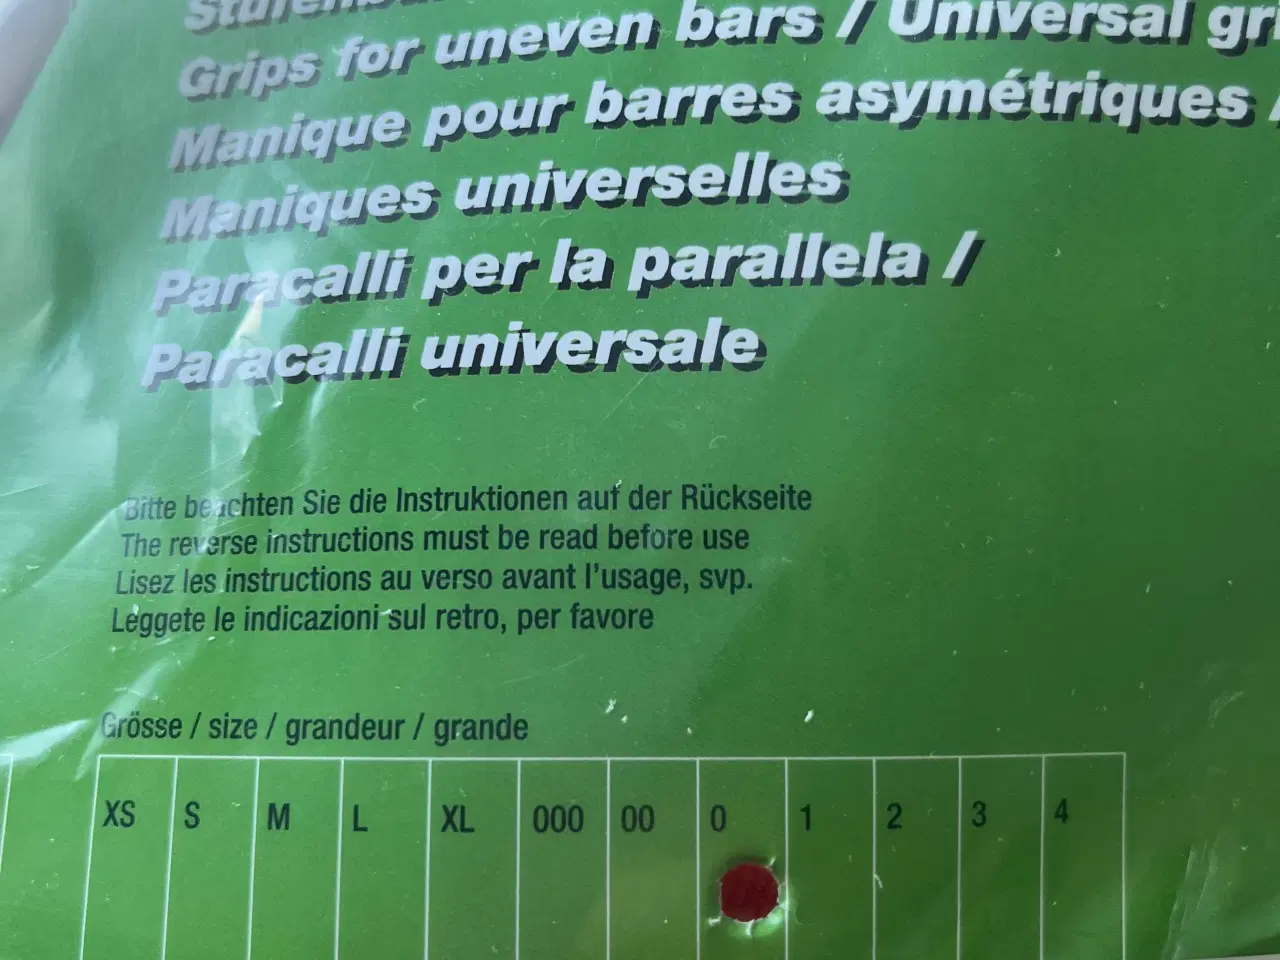 Grips for uneven bars / Universal
Manique pour barres asymétriques /
Maniques universelles
Paracalli per la parallela /
Paracalli universale
Bitte beachten Sie die Instruktionen auf der Rückseite
The reverse instructions must be read before use
Lisez les instructions au verso avant l'usage, svp.
Leggete le indicazioni sul retro, per favore
Grösse / size / grandeur / grande
XS S M L XL 000 00 0 1 2 3 4